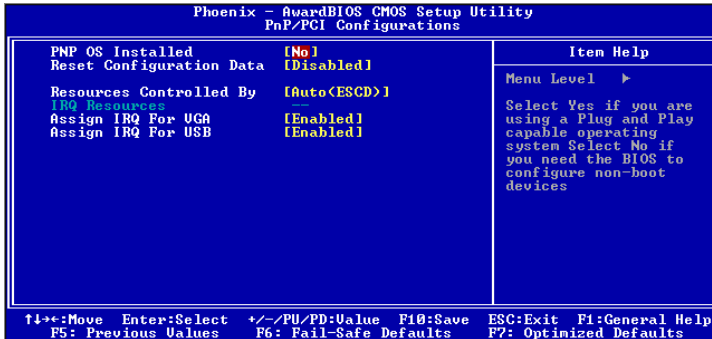 Phoenix - AwardBIOS CMOS Setup Utility
PnP/PCI Configurations
PNP OS Installed [No]
Reset Configuration Data [Disabled]
Resources Controlled By [Auto(ESCD)]
IRQ Resources --
Assign IRQ For VGA [Enabled]
Assign IRQ For USB [Enabled]
Item Help
Menu Level ▶
Select Yes if you are
using a Plug and Play
capable operating
system Select No if
you need the BIOS to
configure non-boot
devices
↑↓→←:Move Enter:Select +/-/PU/PD:Value F10:Save ESC:Exit F1:General Help
F5: Previous Values F6: Fail-Safe Defaults F7: Optimized Defaults